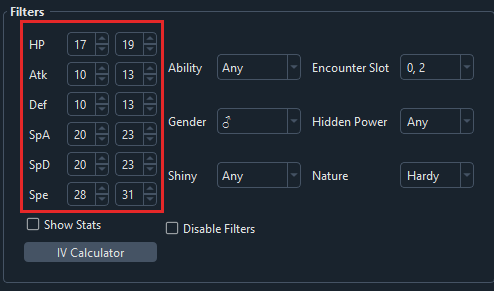 Filters
HP 17 19
Atk 10 13 Ability Any Encounter Slot 0, 2
Def 10 13
SpA 20 23 Gender ♂ Hidden Power Any
SpD 20 23
Spe 28 31 Shiny Any Nature Hardy
Show Stats Disable Filters
IV Calculator